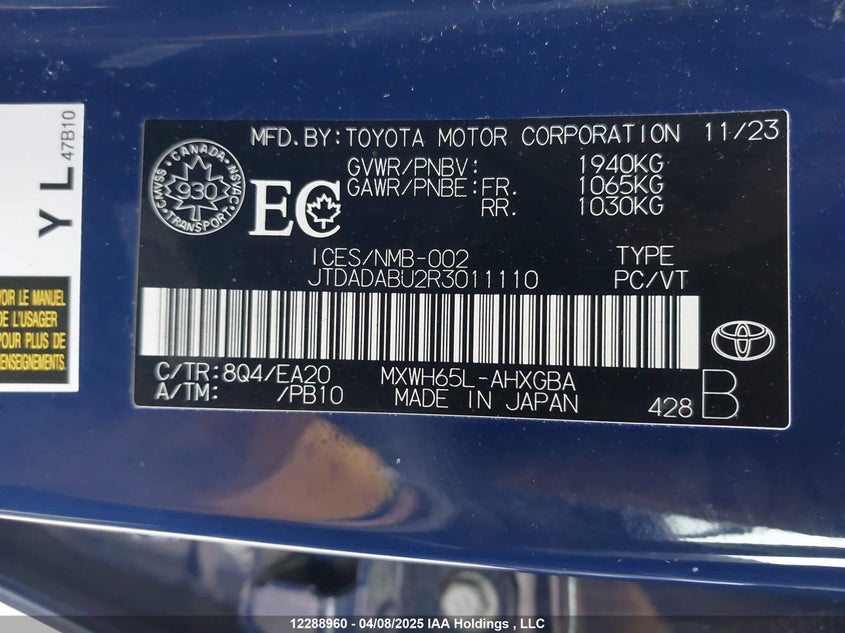 47B10
YL
VOIR LE MANUEL
DE L'USAGER
POUR PLUS DE
RENSEIGNEMENTS.
MFD.BY:TOYOTA MOTOR CORPORATION 11/23
CANADA
930
TRANSPORT
NSVAC
EC
GVWR/PNBV: 1940KG
GAWR/PNBE:FR. 1065KG
RR. 1030KG
ICES/NMB-002 TYPE
JTDADABU2R3011110 PC/VT
C/TR:8Q4/EA20 MXWH65L-AHXGBA
A/TM: /PB10 MADE IN JAPAN 428 B
12288960 - 04/08/2025 IAA Holdings , LLC